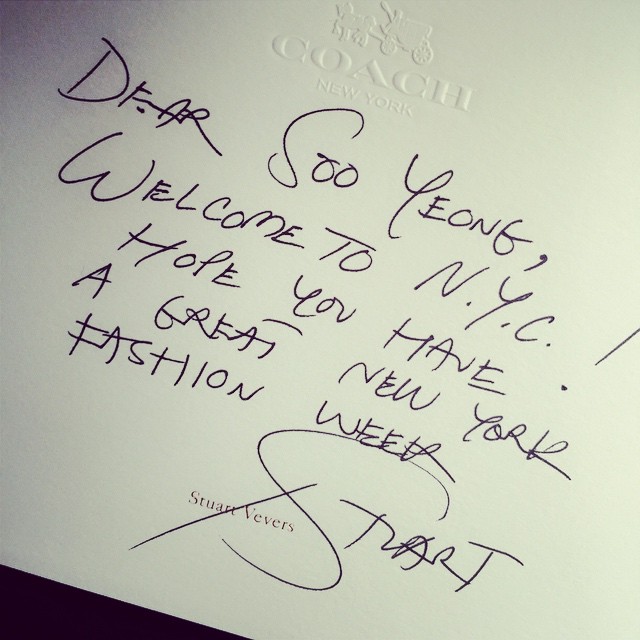 COACH
NEW YORK
DEAR SOO YEONG,
WELCOME TO N.Y.C. !
HOPE YOU HAVE
A GREAT NEW YORK
FASHION WEEK
Stuart Vevers
STUART